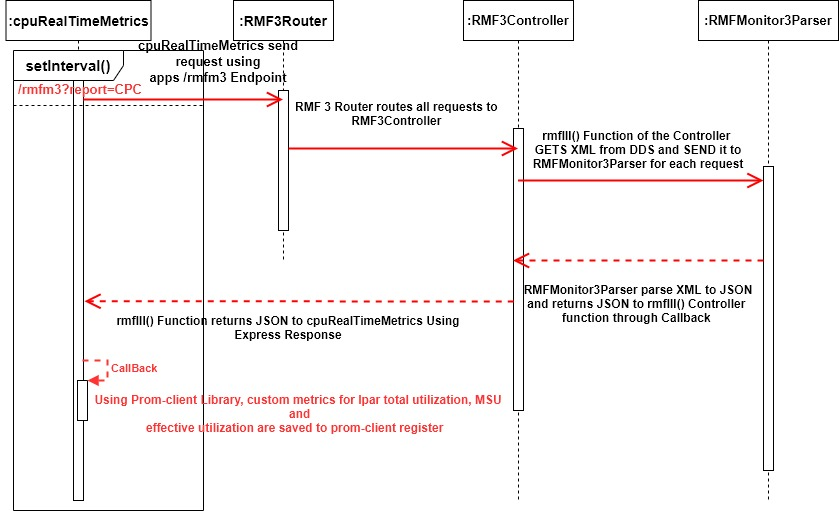 :cpuRealTimeMetrics
:RMF3Router
:RMF3Controller
:RMFMonitor3Parser
cpuRealTimeMetrics send
request using
apps /rmfm3 Endpoint
setInterval()
/rmfm3?report=CPC
RMF 3 Router routes all requests to
RMF3Controller
rmfIII() Function of the Controller
GETS XML from DDS and SEND it to
RMFMonitor3Parser for each request
RMFMonitor3Parser parse XML to JSON
and returns JSON to rmfIII() Controller
function through Callback
rmfIII() Function returns JSON to cpuRealTimeMetrics Using
Express Response
CallBack
Using Prom-client Library, custom metrics for lpar total utilization, MSU
and
effective utilization are saved to prom-client register